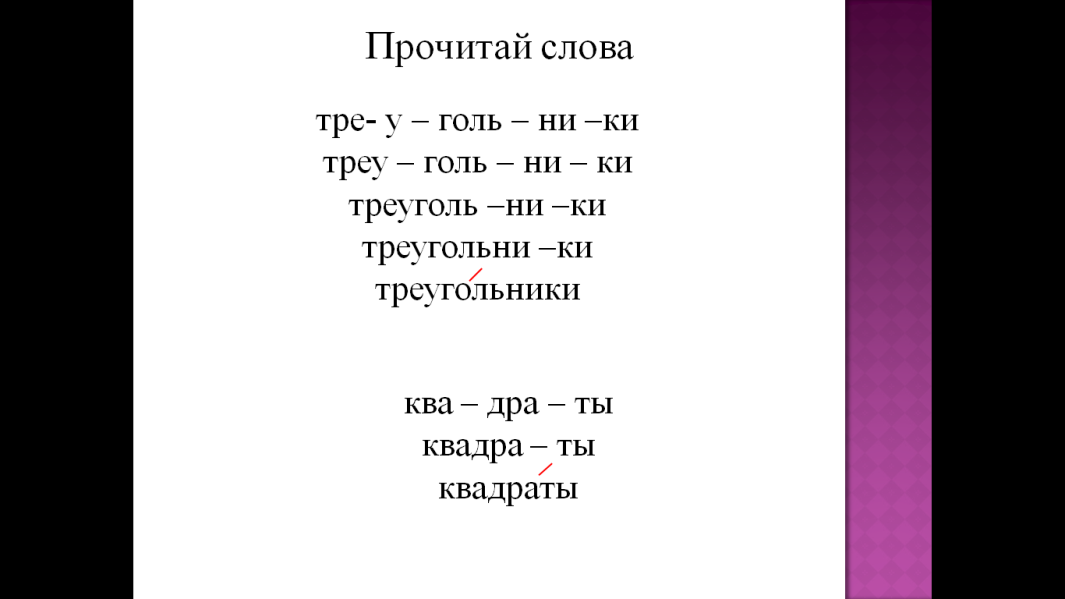 Прочитай слова
тре- у – голь – ни –ки
треу – голь – ни – ки
треуголь –ни –ки
треугольни –ки
треугольники
ква – дра – ты
квадра – ты
квадраты